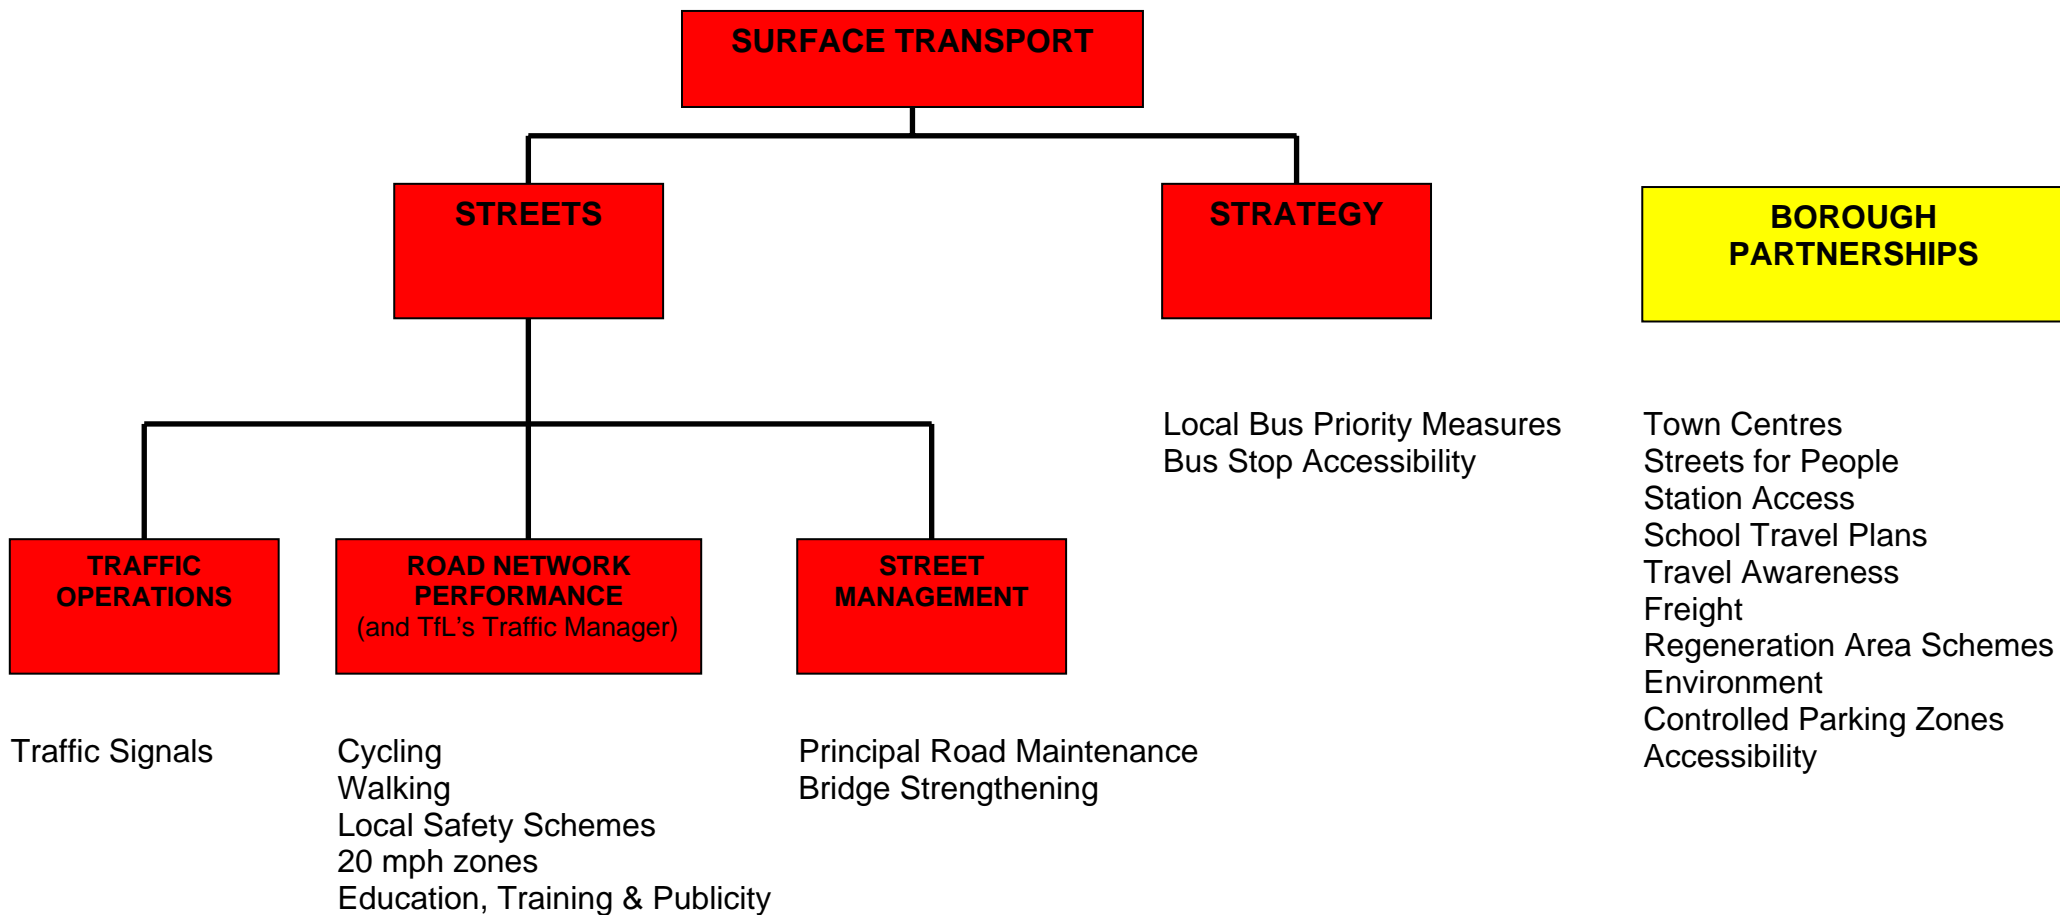 SURFACE TRANSPORT
STREETS
STRATEGY
BOROUGH
PARTNERSHIPS
Local Bus Priority Measures
Bus Stop Accessibility
Town Centres
Streets for People
Station Access
School Travel Plans
Travel Awareness
Freight
Regeneration Area Schemes
Environment
Controlled Parking Zones
Accessibility
TRAFFIC
OPERATIONS
ROAD NETWORK
PERFORMANCE
(and TfL's Traffic Manager)
STREET
MANAGEMENT
Traffic Signals
Cycling
Walking
Local Safety Schemes
20 mph zones
Education, Training & Publicity
Principal Road Maintenance
Bridge Strengthening